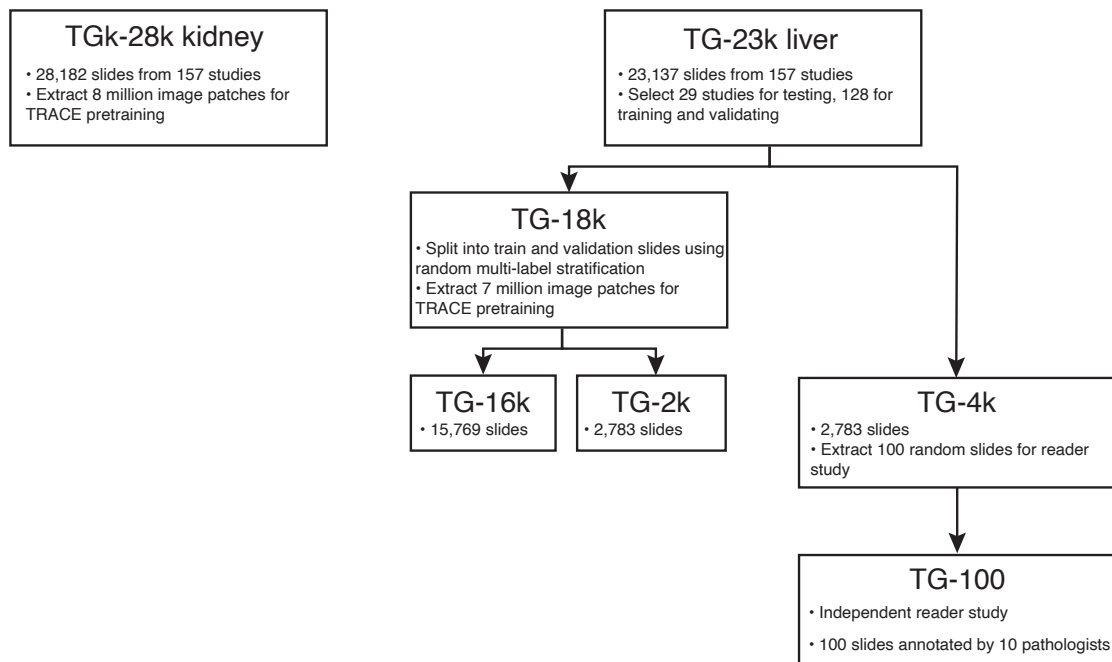 TGk-28k kidney
• 28,182 slides from 157 studies
• Extract 8 million image patches for
TRACE pretraining
TG-23k liver
• 23,137 slides from 157 studies
• Select 29 studies for testing, 128 for
training and validating
TG-18k
• Split into train and validation slides using
random multi-label stratification
• Extract 7 million image patches for
TRACE pretraining
TG-16k
• 15,769 slides
TG-2k
• 2,783 slides
TG-4k
• 2,783 slides
• Extract 100 random slides for reader
study
TG-100
• Independent reader study
• 100 slides annotated by 10 pathologists